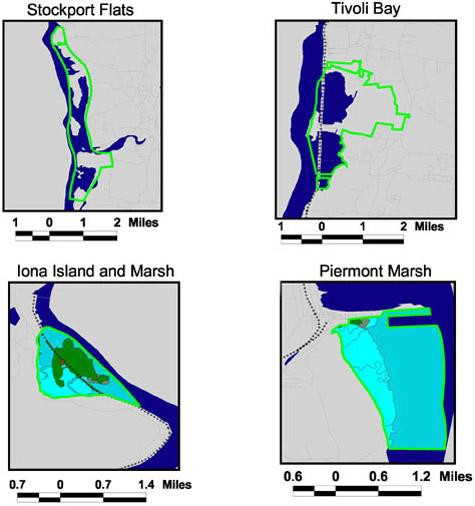 Stockport Flats
Tivoli Bay
1 0 1 2 Miles
1 0 1 2 Miles
Iona Island and Marsh
Piermont Marsh
0.7 0 0.7 1.4 Miles
0.6 0 0.6 1.2 Miles